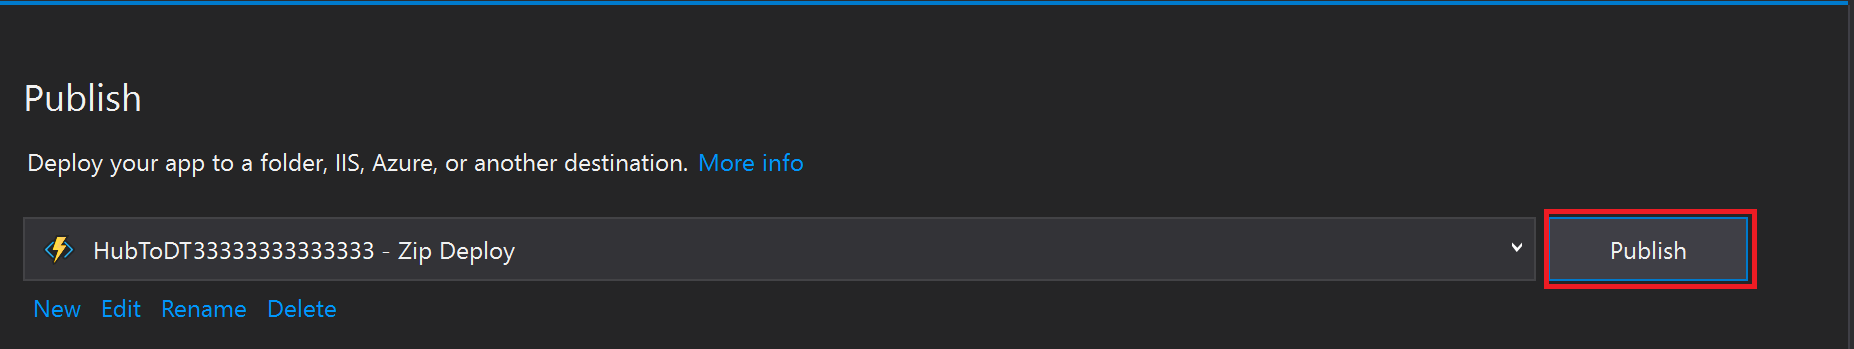 Publish
Deploy your app to a folder, IIS, Azure, or another destination. More info
HubToDT33333333333333 - Zip Deploy
Publish
New Edit Rename Delete